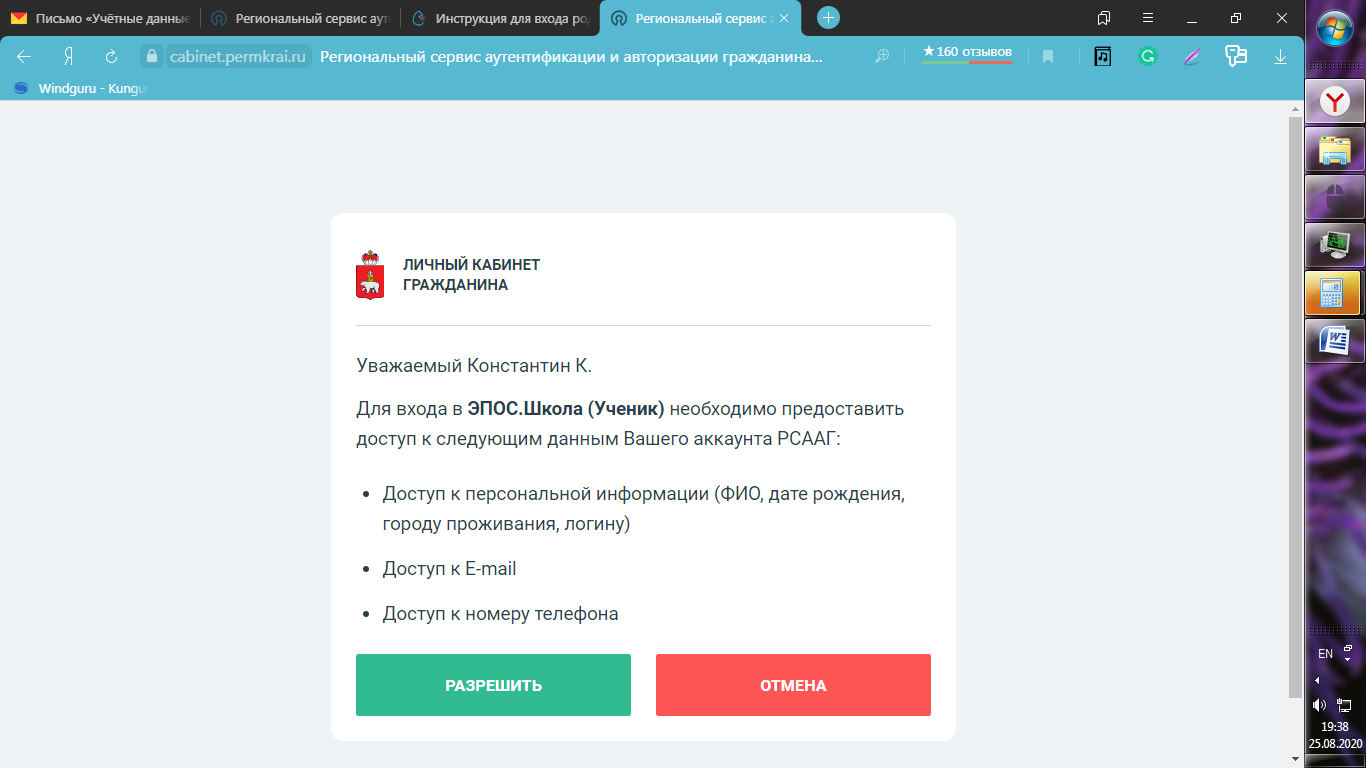 Письмо «Учётные данные
Региональный сервис аут
Инструкция для входа род
Региональный сервис а
cabinet.permkrai.ru
Региональный сервис аутентификации и авторизации гражданина...
★160 отзывов
Windguru - Kungu
ЛИЧНЫЙ КАБИНЕТ
ГРАЖДАНИНА
Уважаемый Константин К.
Для входа в ЭПОС.Школа (Ученик) необходимо предоставить
доступ к следующим данным Вашего аккаунта РСААГ:
• Доступ к персональной информации (ФИО, дате рождения,
городу проживания, логину)
• Доступ к E-mail
• Доступ к номеру телефона
РАЗРЕШИТЬ
ОТМЕНА
EN
19:38
25.08.2020